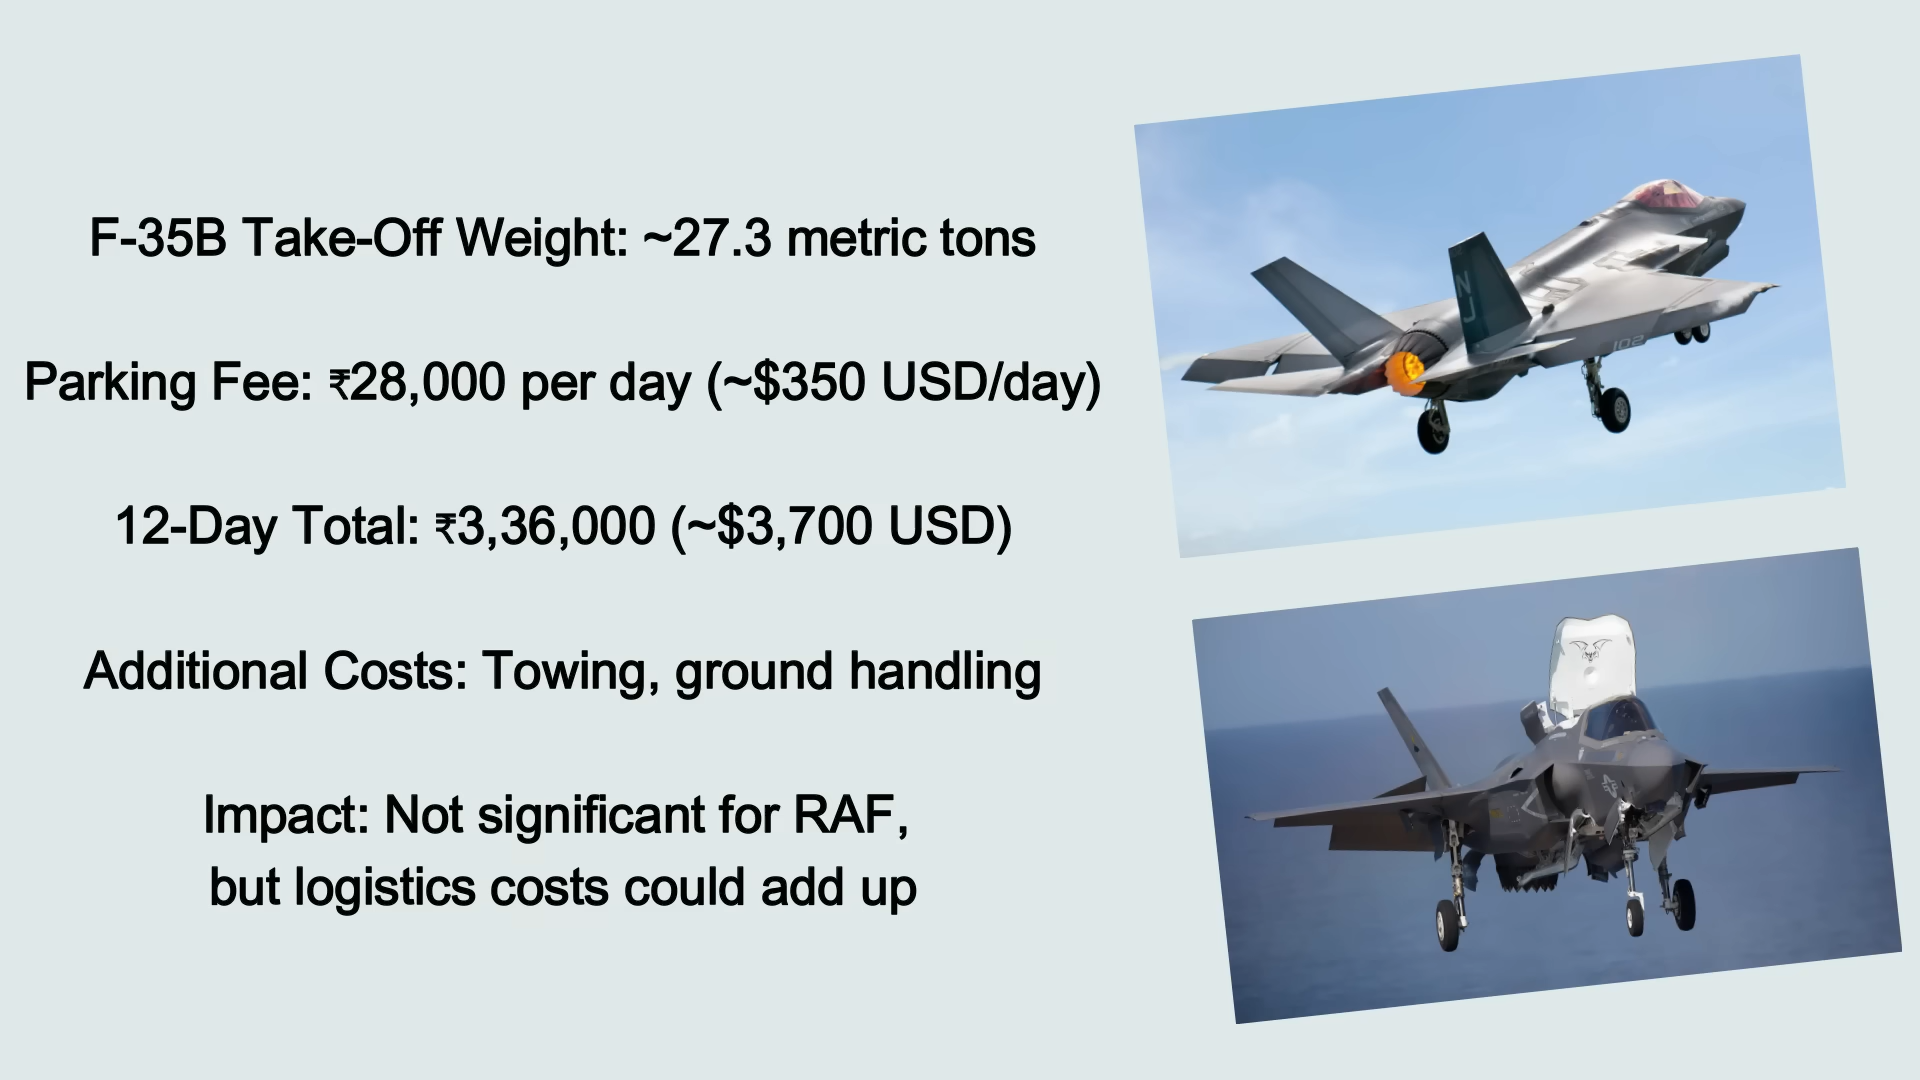 F-35B Take-Off Weight: ~27.3 metric tons
Parking Fee: ₹28,000 per day (~$350 USD/day)
12-Day Total: ₹3,36,000 (~$3,700 USD)
Additional Costs: Towing, ground handling
Impact: Not significant for RAF,
but logistics costs could add up
NJ
102